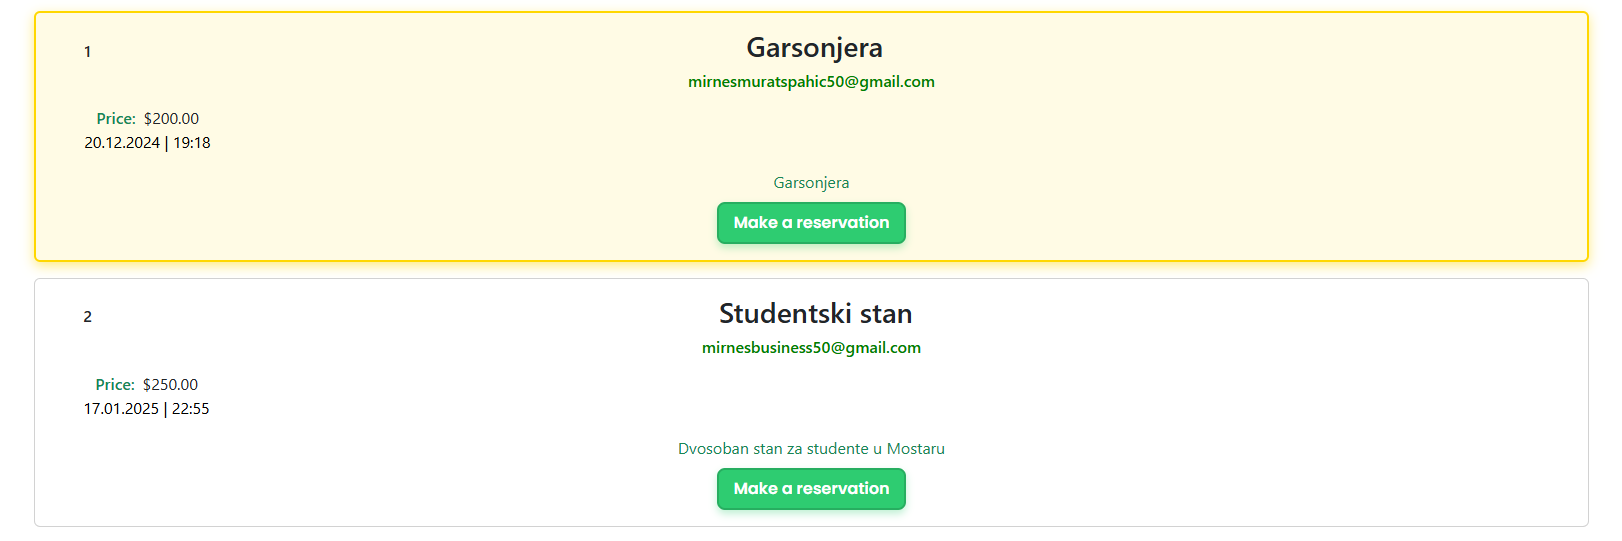 1
Garsonjera
mirnesmuratspahic50@gmail.com
Price: $200.00
20.12.2024 | 19:18
Garsonjera
Make a reservation
2
Studentski stan
mirnesbusiness50@gmail.com
Price: $250.00
17.01.2025 | 22:55
Dvosoban stan za studente u Mostaru
Make a reservation